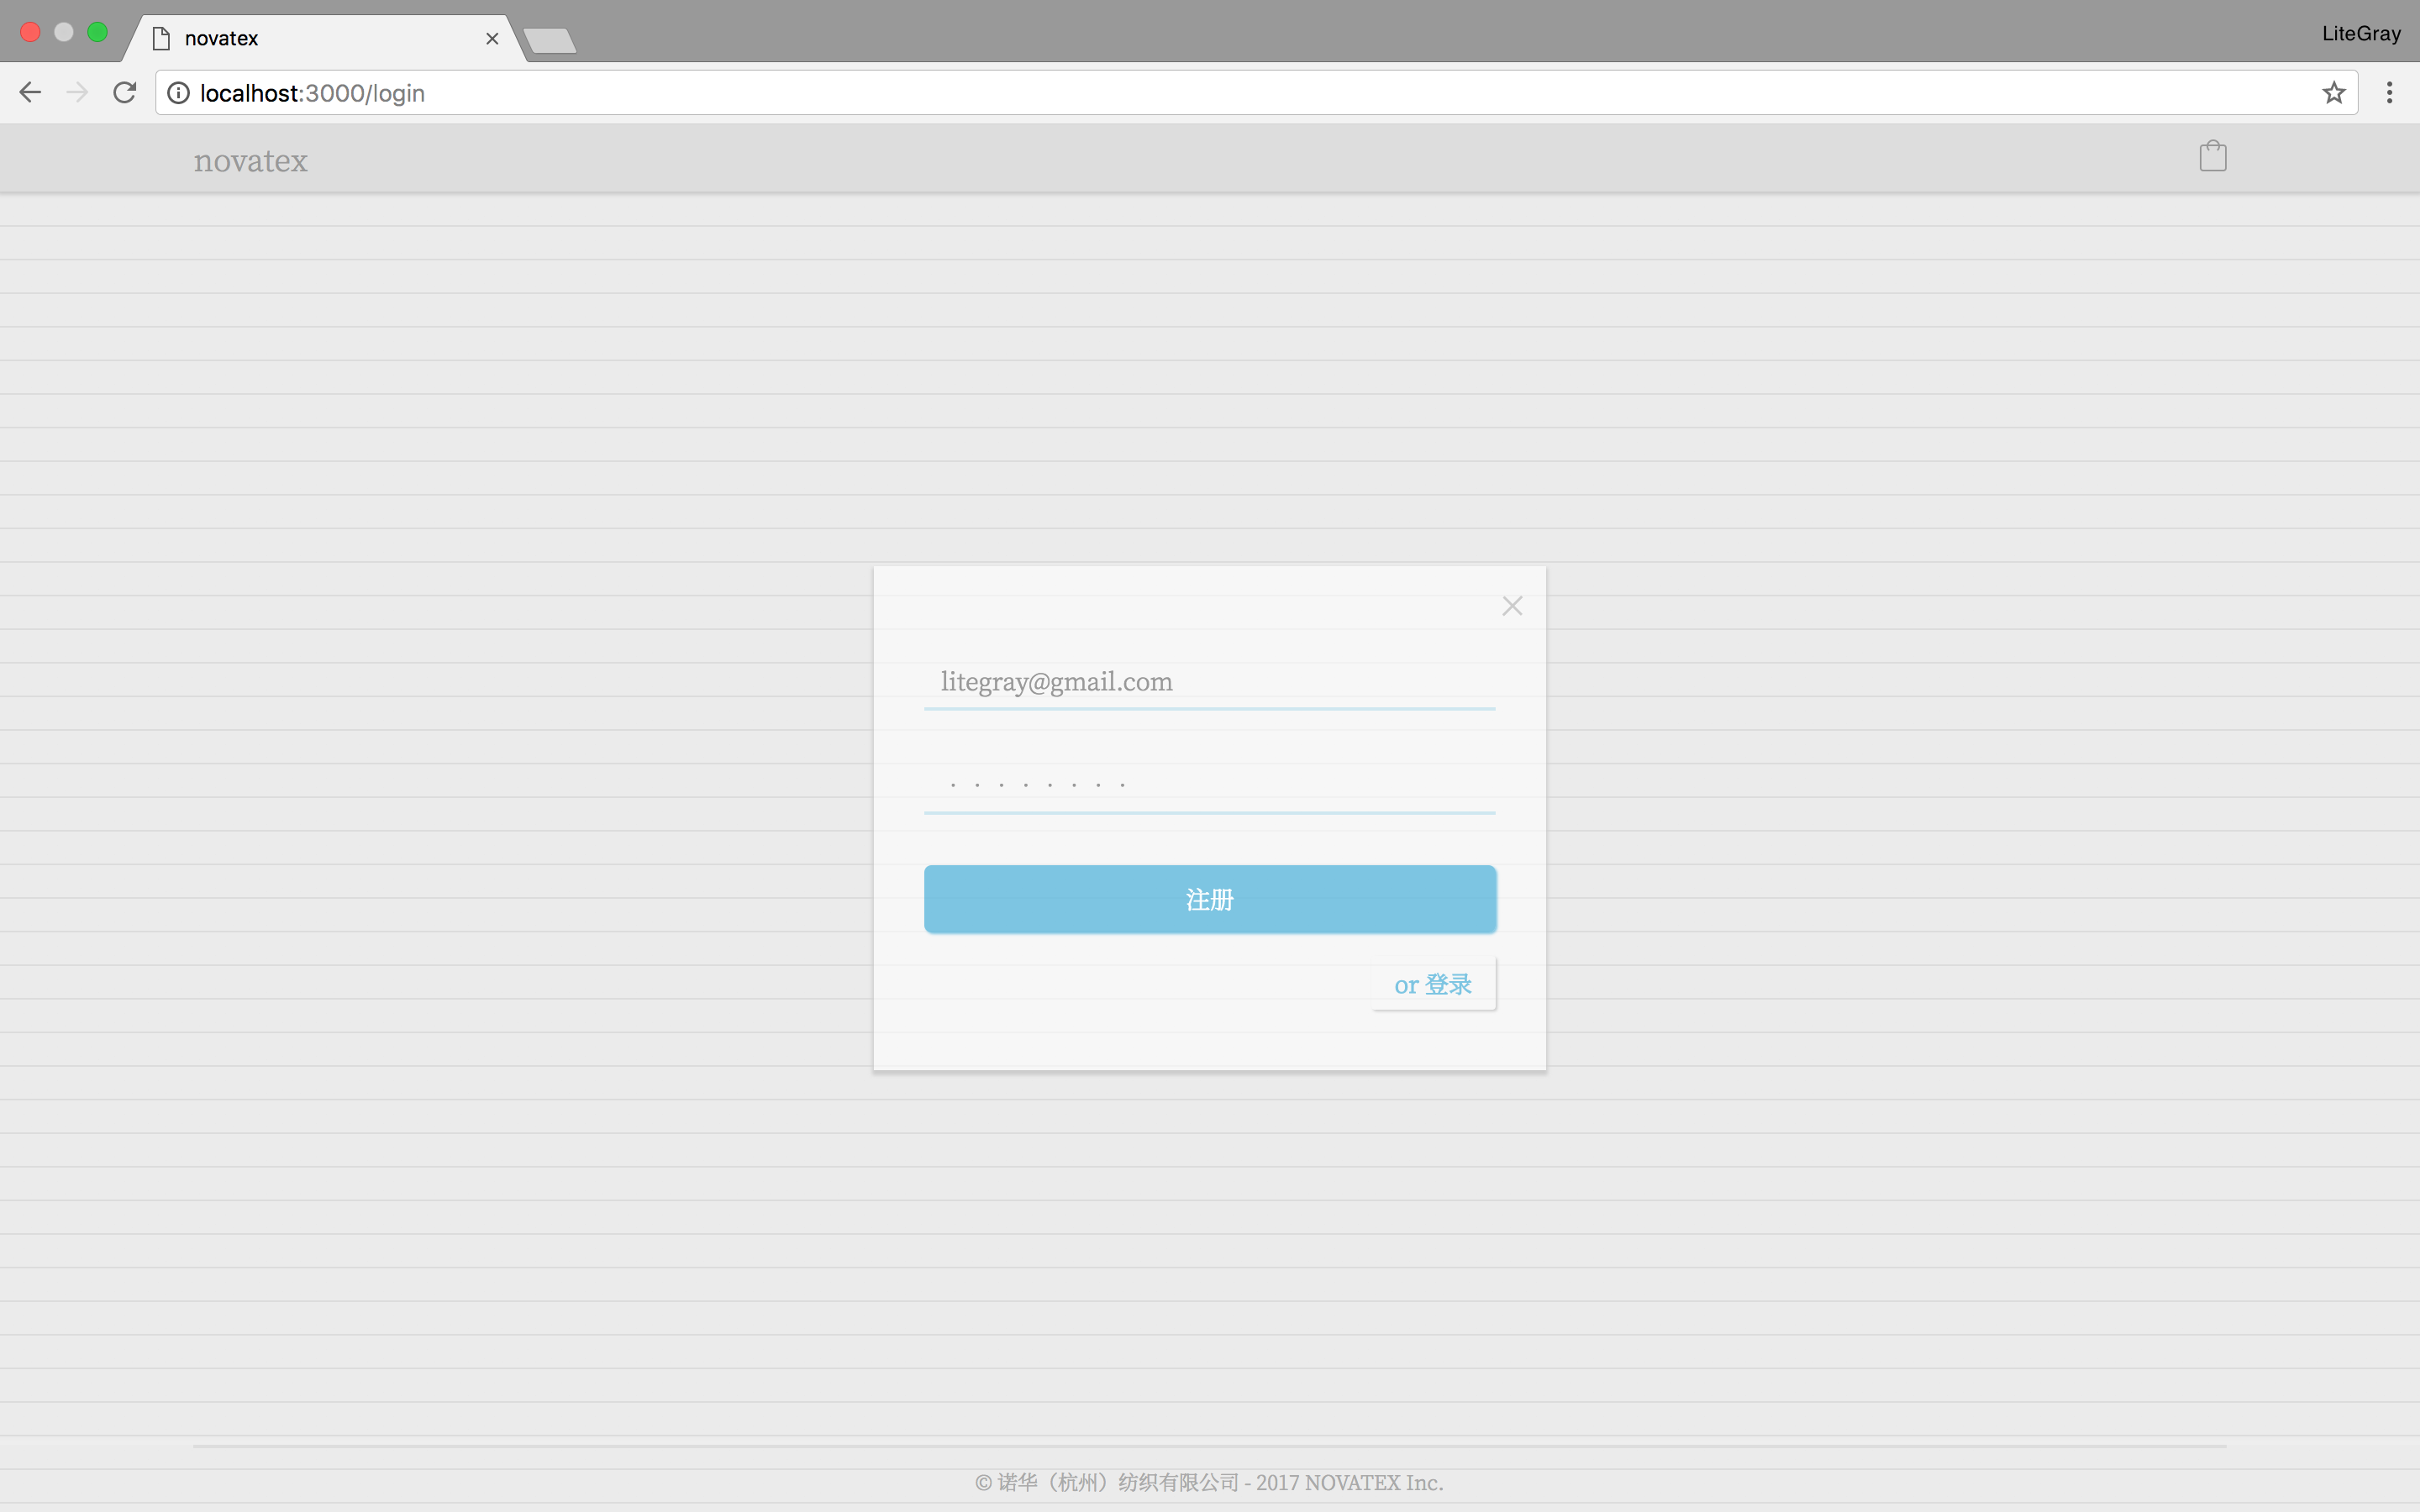 novatex
LiteGray
localhost:3000/login
novatex
litegray@gmail.com
········
注册
or 登录
© 诺华（杭州）纺织有限公司 - 2017 NOVATEX Inc.